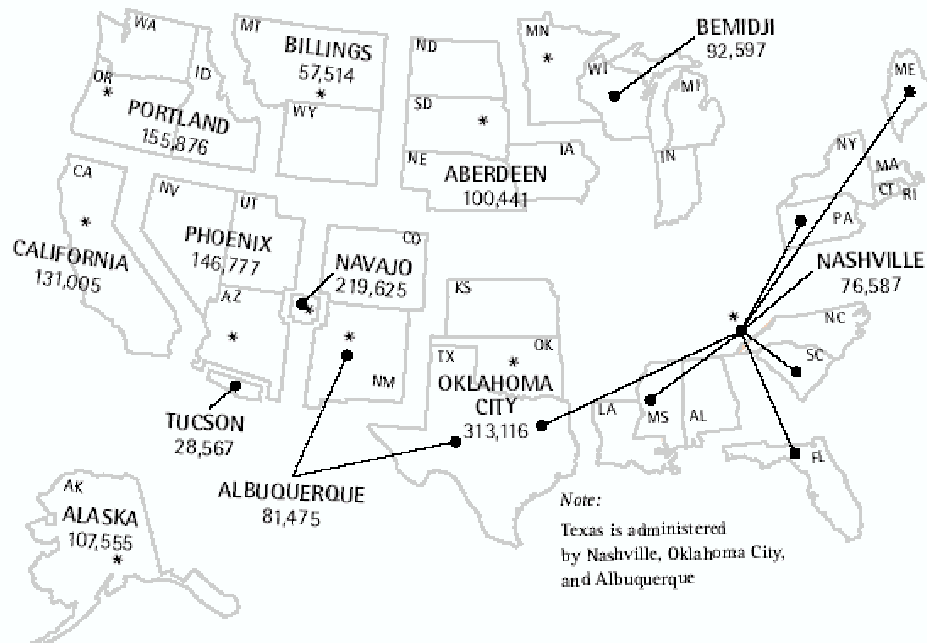 WA
MT
BILLINGS
57,514
ND
MN
BEMIDJI
92,597
OR
ID
WI
MI
ME
PORTLAND
155,876
WY
SD
NE
IA
ABERDEEN
100,441
IN
NY
MA
CT
RI
PA
CA
NV
UT
CALIFORNIA
131,005
PHOENIX
146,777
CO
NAVAJO
219,625
NASHVILLE
76,587
AZ
KS
NC
SC
NM
TX
OK
OKLAHOMA
CITY
313,116
LA
MS
AL
FL
TUCSON
28,567
ALBUQUERQUE
81,475
AK
ALASKA
107,555
Note:
Texas is administered
by Nashville, Oklahoma City,
and Albuquerque